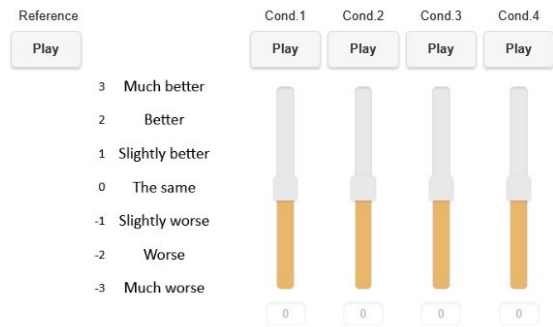 Reference Cond.1 Cond.2 Cond.3 Cond.4
Play Play Play Play Play
3 Much better
2 Better
1 Slightly better
0 The same
-1 Slightly worse
-2 Worse
-3 Much worse
0 0 0 0